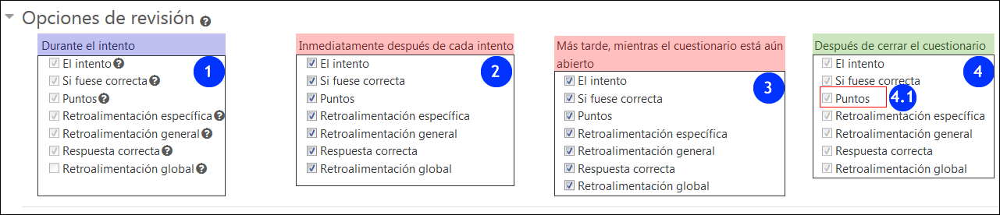 Opciones de revisión
Durante el intento
El intento
Si fuese correcta
Puntos
Retroalimentación específica
Retroalimentación general
Respuesta correcta
Retroalimentación global
1
Inmediatamente después de cada intento
El intento
Si fuese correcta
Puntos
Retroalimentación específica
Retroalimentación general
Respuesta correcta
Retroalimentación global
2
Más tarde, mientras el cuestionario está aún
abierto
El intento
Si fuese correcta
Puntos
Retroalimentación específica
Retroalimentación general
Respuesta correcta
Retroalimentación global
3
Después de cerrar el cuestionario
El intento
Si fuese correcta
Puntos
Retroalimentación específica
Retroalimentación general
Respuesta correcta
Retroalimentación global
4
4.1